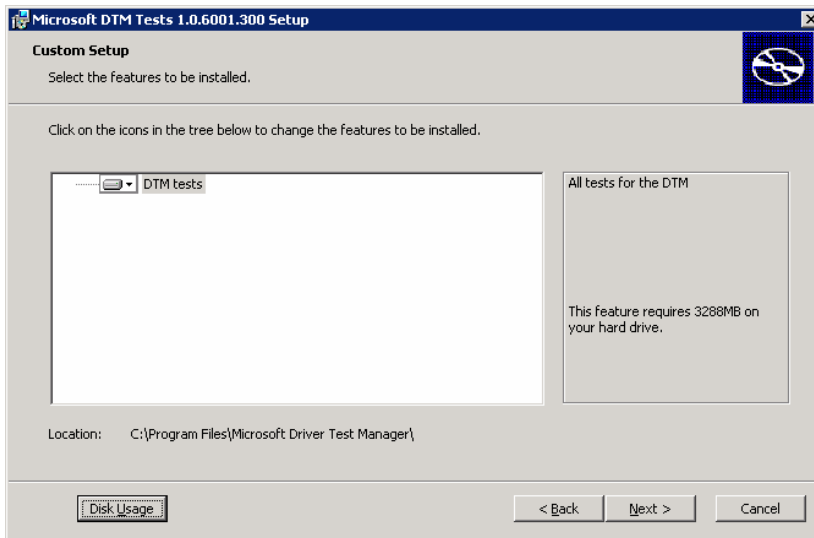 Microsoft DTM Tests 1.0.6001.300 Setup
Custom Setup
Select the features to be installed.
Click on the icons in the tree below to change the features to be installed.
DTM tests
All tests for the DTM
This feature requires 3288MB on
your hard drive.
Location: C:\Program Files\Microsoft Driver Test Manager\
Disk Usage
< Back
Next >
Cancel